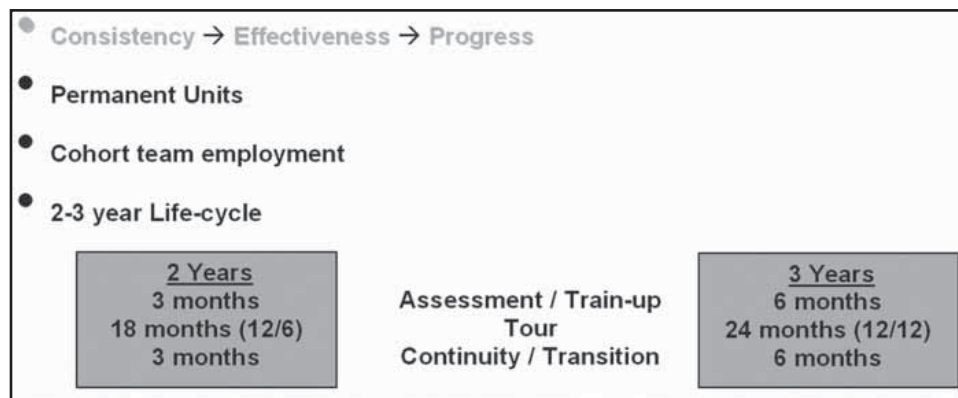 • Consistency → Effectiveness → Progress
• Permanent Units
• Cohort team employment
• 2-3 year Life-cycle
2 Years
3 months
18 months (12/6)
3 months
Assessment / Train-up
Tour
Continuity / Transition
3 Years
6 months
24 months (12/12)
6 months